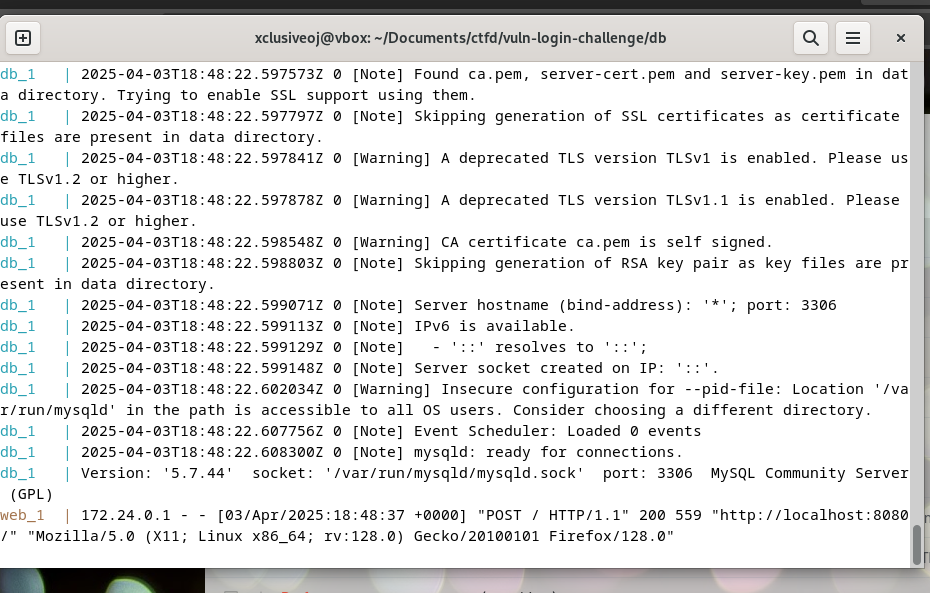 xclusiveoj@vbox: ~/Documents/ctfd/vuln-login-challenge/db
db_1   | 2025-04-03T18:48:22.597573Z 0 [Note] Found ca.pem, server-cert.pem and server-key.pem in dat
a directory. Trying to enable SSL support using them.
db_1   | 2025-04-03T18:48:22.597797Z 0 [Note] Skipping generation of SSL certificates as certificate
files are present in data directory.
db_1   | 2025-04-03T18:48:22.597841Z 0 [Warning] A deprecated TLS version TLSv1 is enabled. Please us
e TLSv1.2 or higher.
db_1   | 2025-04-03T18:48:22.597878Z 0 [Warning] A deprecated TLS version TLSv1.1 is enabled. Please
use TLSv1.2 or higher.
db_1   | 2025-04-03T18:48:22.598548Z 0 [Warning] CA certificate ca.pem is self signed.
db_1   | 2025-04-03T18:48:22.598803Z 0 [Note] Skipping generation of RSA key pair as key files are pr
esent in data directory.
db_1   | 2025-04-03T18:48:22.599071Z 0 [Note] Server hostname (bind-address): '*'; port: 3306
db_1   | 2025-04-03T18:48:22.599113Z 0 [Note] IPv6 is available.
db_1   | 2025-04-03T18:48:22.599129Z 0 [Note]   - '::' resolves to '::';
db_1   | 2025-04-03T18:48:22.599148Z 0 [Note] Server socket created on IP: '::'.
db_1   | 2025-04-03T18:48:22.602034Z 0 [Warning] Insecure configuration for --pid-file: Location '/va
r/run/mysqld' in the path is accessible to all OS users. Consider choosing a different directory.
db_1   | 2025-04-03T18:48:22.607756Z 0 [Note] Event Scheduler: Loaded 0 events
db_1   | 2025-04-03T18:48:22.608300Z 0 [Note] mysqld: ready for connections.
db_1   | Version: '5.7.44'  socket: '/var/run/mysqld/mysqld.sock'  port: 3306  MySQL Community Server
(GPL)
web_1  | 172.24.0.1 - - [03/Apr/2025:18:48:37 +0000] "POST / HTTP/1.1" 200 559 "http://localhost:8080
/" "Mozilla/5.0 (X11; Linux x86_64; rv:128.0) Gecko/20100101 Firefox/128.0"